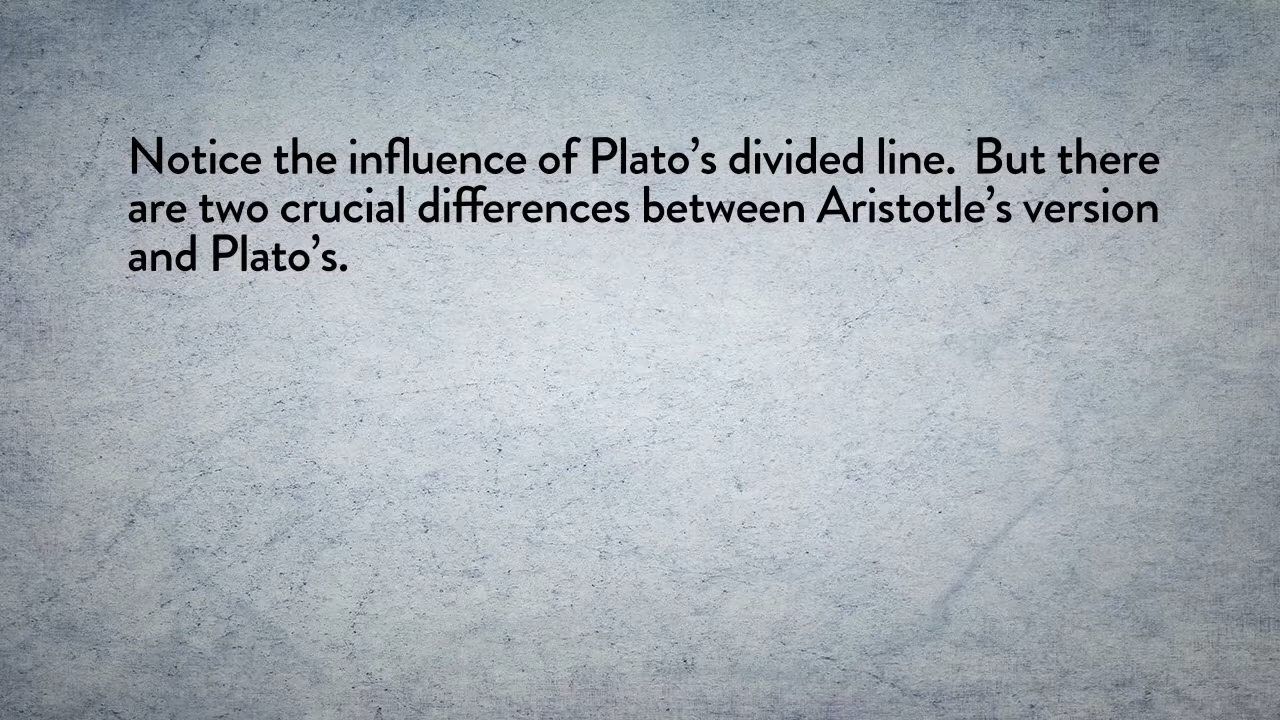 Notice the influence of Plato’s divided line.  But there
are two crucial differences between Aristotle’s version
and Plato’s.